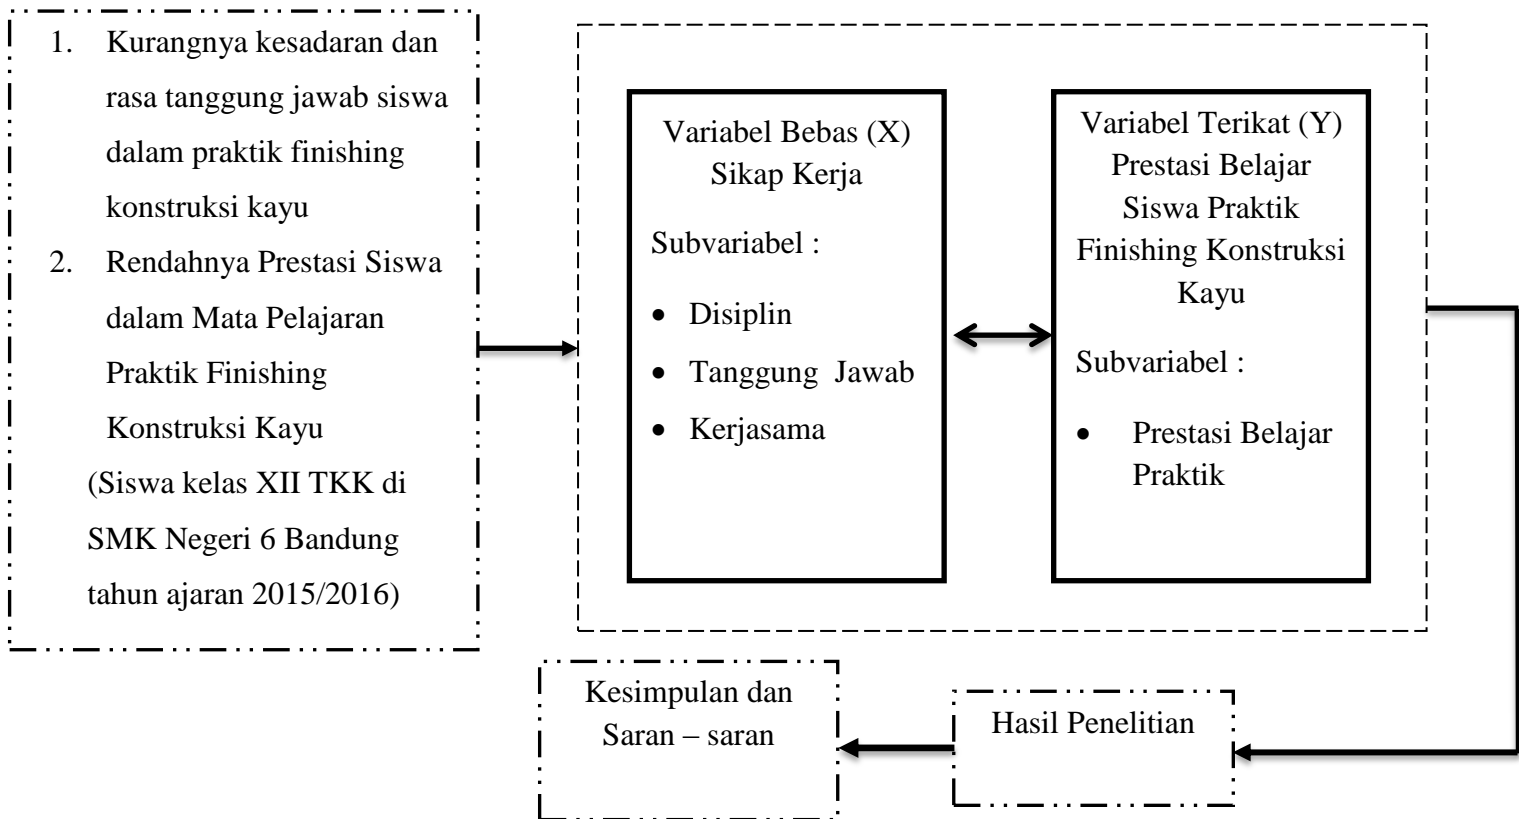 1. Kurangnya kesadaran dan
rasa tanggung jawab siswa
dalam praktik finishing
konstruksi kayu
2. Rendahnya Prestasi Siswa
dalam Mata Pelajaran
Praktik Finishing
Konstruksi Kayu
(Siswa kelas XII TKK di
SMK Negeri 6 Bandung
tahun ajaran 2015/2016)
Variabel Bebas (X)
Sikap Kerja
Subvariabel :
• Disiplin
• Tanggung Jawab
• Kerjasama
Variabel Terikat (Y)
Prestasi Belajar
Siswa Praktik
Finishing Konstruksi
Kayu
Subvariabel :
• Prestasi Belajar
Praktik
Hasil Penelitian
Kesimpulan dan
Saran – saran